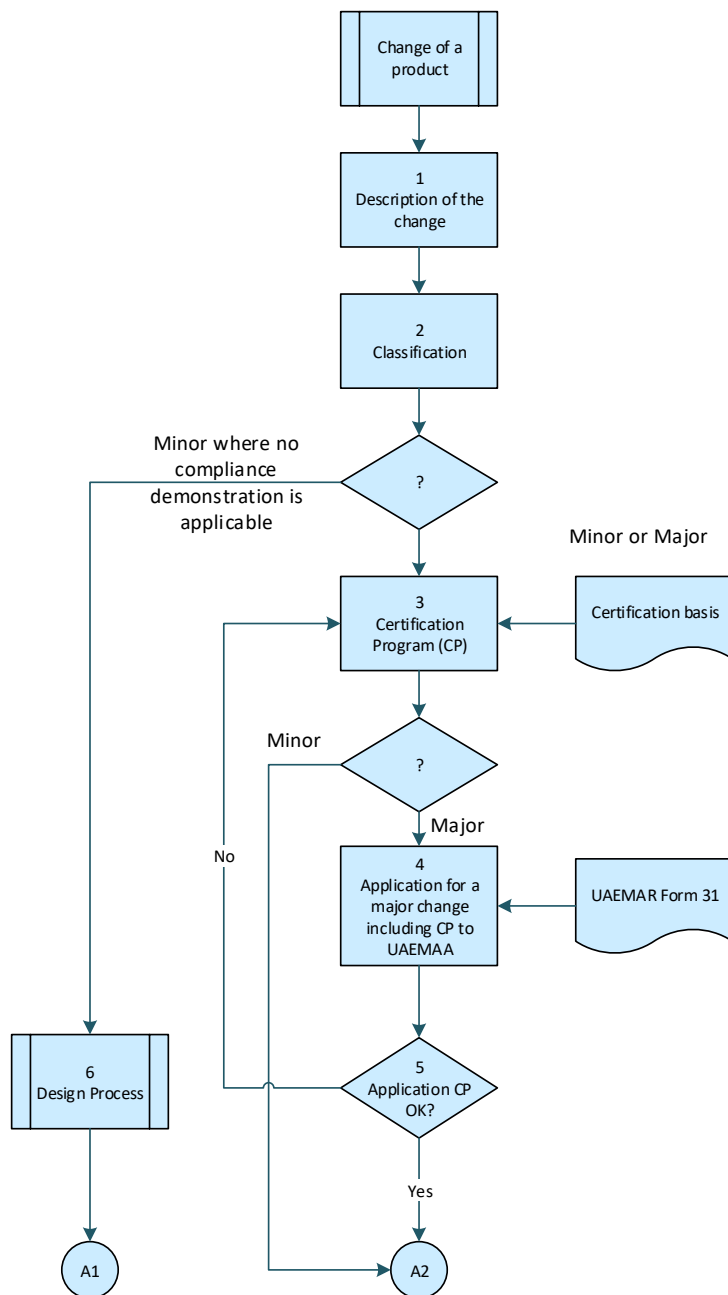 Change of a
product
1
Description of the
change
2
Classification
Minor where no
compliance
demonstration is
applicable
?
Minor or Major
3
Certification
Program (CP)
Certification basis
Minor
?
Major
No
4
Application for a
major change
including CP to
UAEMAA
UAEMAR Form 31
6
Design Process
5
Application CP
OK?
Yes
A1
A2